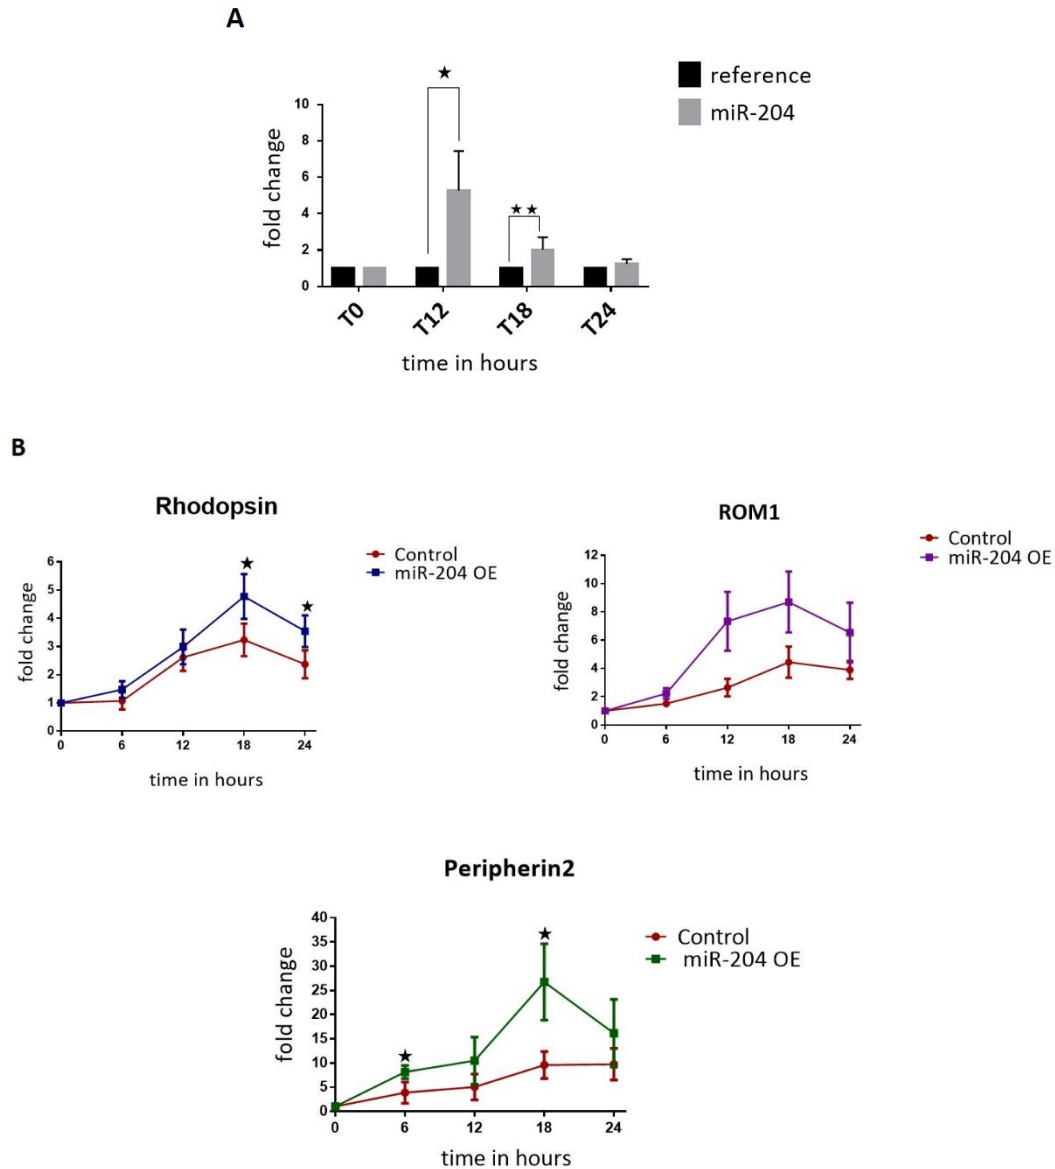 A
reference
miR-204
★
★ ★
fold change
10
8
6
4
2
0
T0 T12 T18 T24
time in hours
B
Rhodopsin
Control
miR-204 OE
★
★
fold change
6
5
4
3
2
1
0
0 6 12 18 24
time in hours
ROM1
Control
miR-204 OE
fold change
12
10
8
6
4
2
0
0 6 12 18 24
time in hours
Peripherin2
Control
miR-204 OE
★
★
fold change
40
35
30
25
20
15
10
5
0
0 6 12 18 24
time in hours